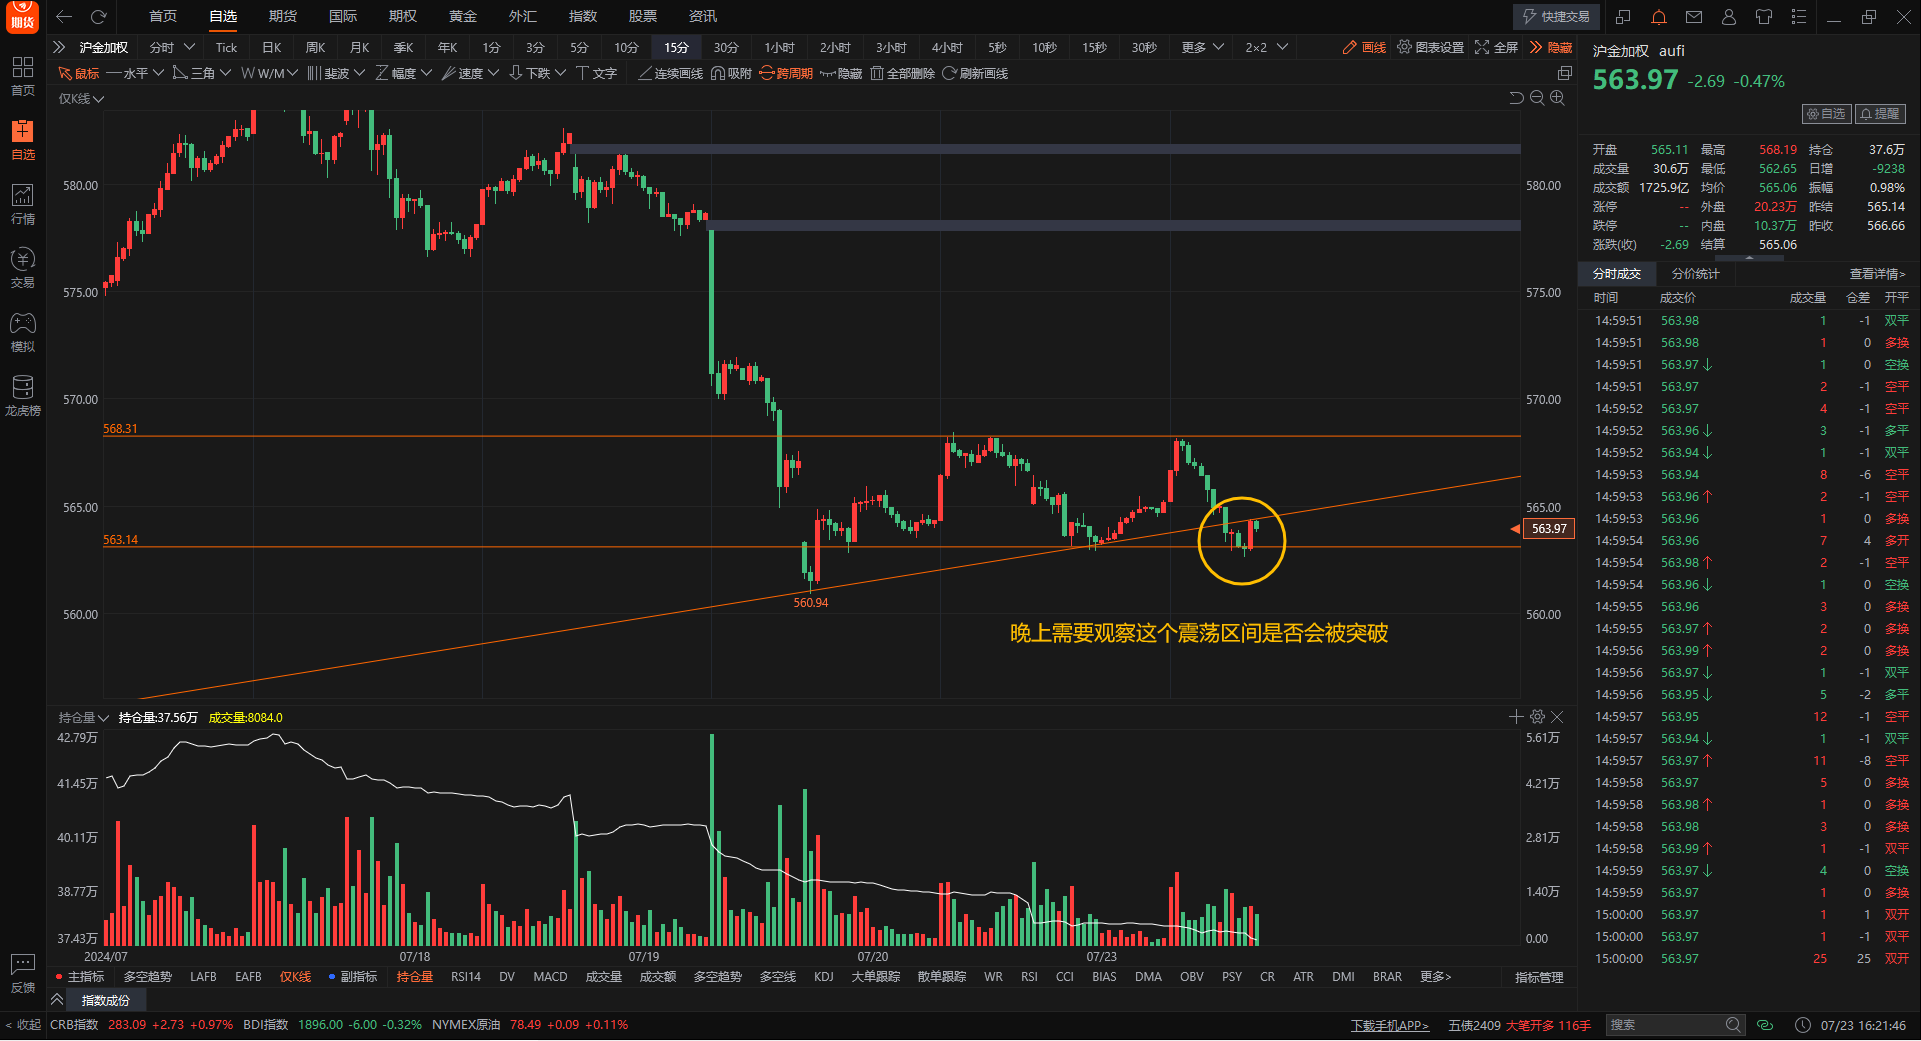 期货
首页 自选 期货 国际 期权 黄金 外汇 指数 股票 资讯 快捷交易
沪金加权 分时 Tick 日K 周K 月K 季K 年K 1分 3分 5分 10分 15分 30分 1小时 2小时 3小时 4小时 5秒 10秒 15秒 30秒 更多 2×2 画线 图表设置 全屏 隐藏
鼠标 水平 三角 W/M 斐波 幅度 速度 下跌 文字 连续画线 吸附 跨周期 隐藏 全部删除 刷新画线
仅K线
首页
自选
行情
交易
模拟
龙虎榜
反馈
< 收起
580.00 580.00
575.00 575.00
570.00 570.00
568.31
565.00 565.00
563.97
563.14
560.94
560.00 560.00
晚上需要观察这个震荡区间是否会被突破
持仓量 持仓量:37.56万 成交量:8084.0
42.79万 5.61万
41.45万 4.21万
40.11万 2.81万
38.77万 1.40万
37.43万 0.00
2024/07 07/18 07/19 07/20 07/23
主指标 多空趋势 LAFB EAFB 仅K线 副指标 持仓量 RSI14 DV MACD 成交量 成交额 多空趋势 多空线 KDJ 大单跟踪 散单跟踪 WR RSI CCI BIAS DMA OBV PSY CR ATR DMI BRAR 更多> 指标管理
指数成份
沪金加权 aufi
563.97 -2.69 -0.47%
自选 提醒
开盘 565.11 最高 568.19 持仓 37.6万
成交量 30.6万 最低 562.65 日增 -9238
成交额 1725.9亿 均价 565.06 振幅 0.98%
涨停 -- 外盘 20.23万 昨结 565.14
跌停 -- 内盘 10.37万 昨收 566.66
涨跌(收) -2.69 结算 565.06
分时成交 分价统计 查看详情>
时间 成交价 成交量 仓差 开平
14:59:51 563.98 1 -1 双平
14:59:51 563.98 1 0 多换
14:59:51 563.97↓ 1 0 空换
14:59:51 563.97 2 -1 空平
14:59:52 563.97 4 -1 空平
14:59:52 563.96↓ 3 -1 多平
14:59:52 563.94↓ 1 -1 双平
14:59:53 563.94 8 -6 空平
14:59:53 563.96↑ 2 -1 空平
14:59:53 563.96 1 0 多换
14:59:54 563.96 7 4 多开
14:59:54 563.98↑ 2 -1 空平
14:59:54 563.96↓ 1 0 空换
14:59:55 563.96 3 0 多换
14:59:55 563.97↑ 2 0 多换
14:59:56 563.99↑ 2 0 多换
14:59:56 563.97↓ 1 -1 双平
14:59:56 563.95↓ 5 -2 多平
14:59:57 563.95 12 -1 空平
14:59:57 563.94↓ 1 -1 双平
14:59:57 563.97↑ 11 -8 空平
14:59:58 563.97 5 0 多换
14:59:58 563.98↑ 1 0 多换
14:59:58 563.98 3 0 多换
14:59:58 563.99↑ 1 -1 双平
14:59:59 563.97↓ 4 0 空换
14:59:59 563.97 1 0 多换
15:00:00 563.97 1 1 双开
15:00:00 563.97 1 -1 双平
15:00:00 563.97 25 25 双开
CRB指数 283.09 +2.73 +0.97% BDI指数 1896.00 -6.00 -0.32% NYMEX原油 78.49 +0.09 +0.11% 下载手机APP> 五债2409 大笔开多 116手 搜索 07/23 16:21:46